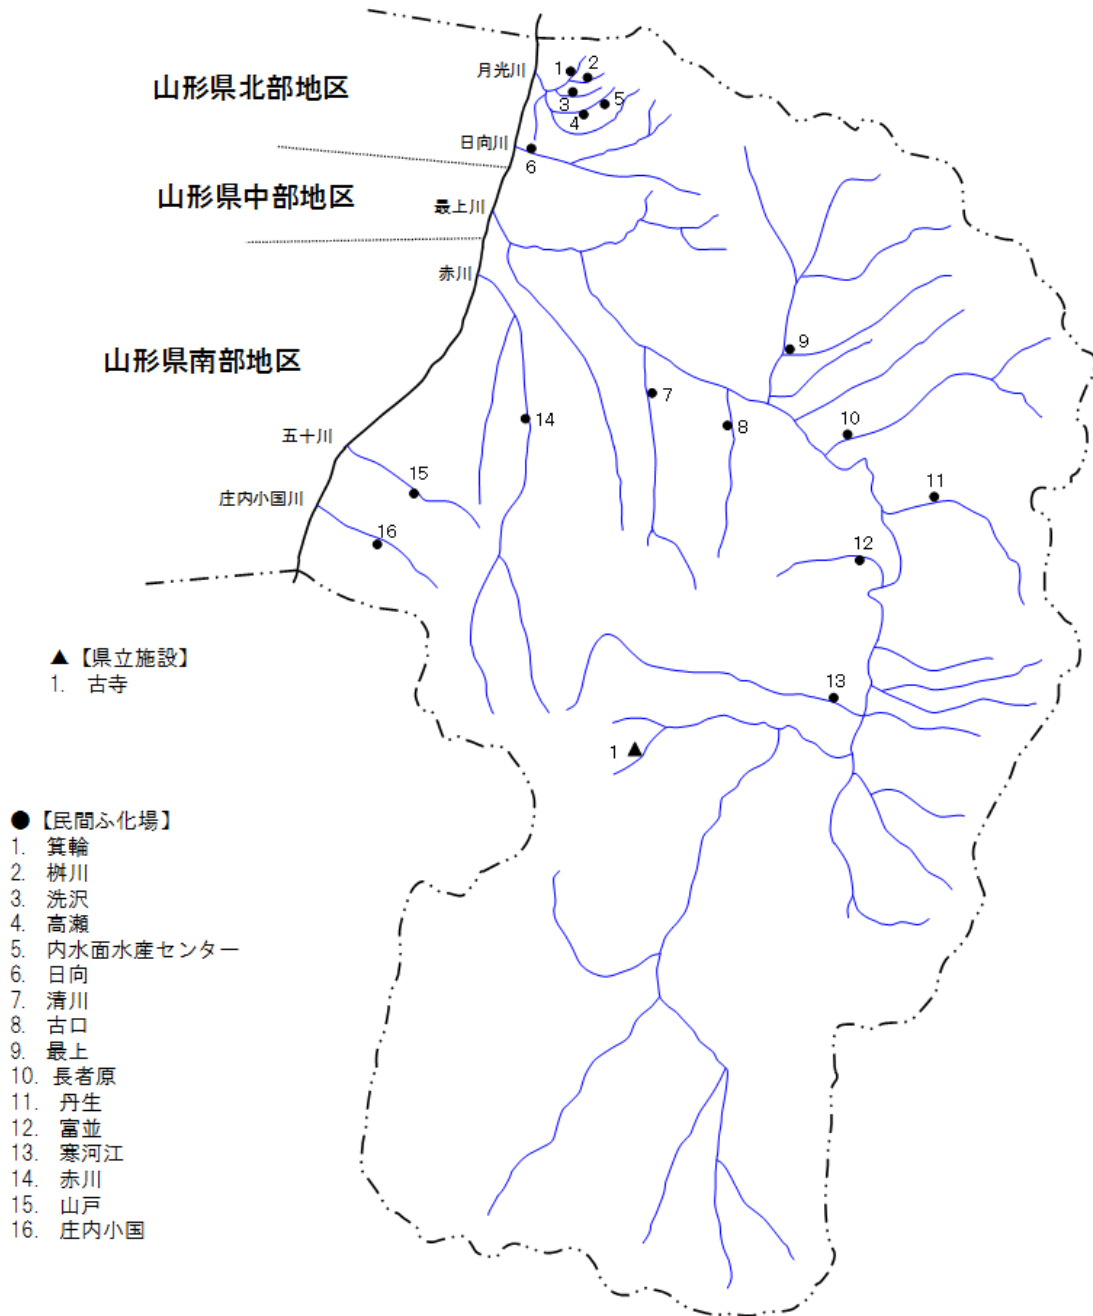 山形県北部地区
月光川
1
2
3
4
5
日向川
6
山形県中部地区
最上川
赤川
山形県南部地区
9
7
8
14
10
五十川
15
11
庄内小国川
16
12
▲【県立施設】
1. 古寺
13
1
●【民間ふ化場】
1. 箕輪
2. 桝川
3. 洗沢
4. 高瀬
5. 内水面水産センター
6. 日向
7. 清川
8. 古口
9. 最上
10. 長者原
11. 丹生
12. 富並
13. 寒河江
14. 赤川
15. 山戸
16. 庄内小国